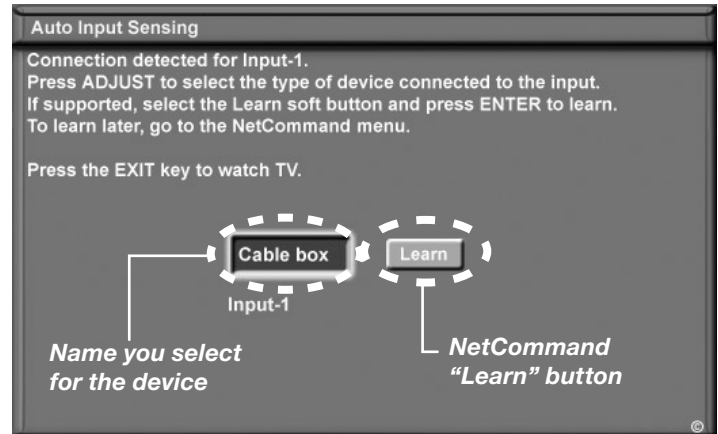 Auto Input Sensing
Connection detected for Input-1.
Press ADJUST to select the type of device connected to the input.
If supported, select the Learn soft button and press ENTER to learn.
To learn later, go to the NetCommand menu.
Press the EXIT key to watch TV.
Cable box
Learn
Input-1
Name you select
for the device
NetCommand
“Learn” button
©